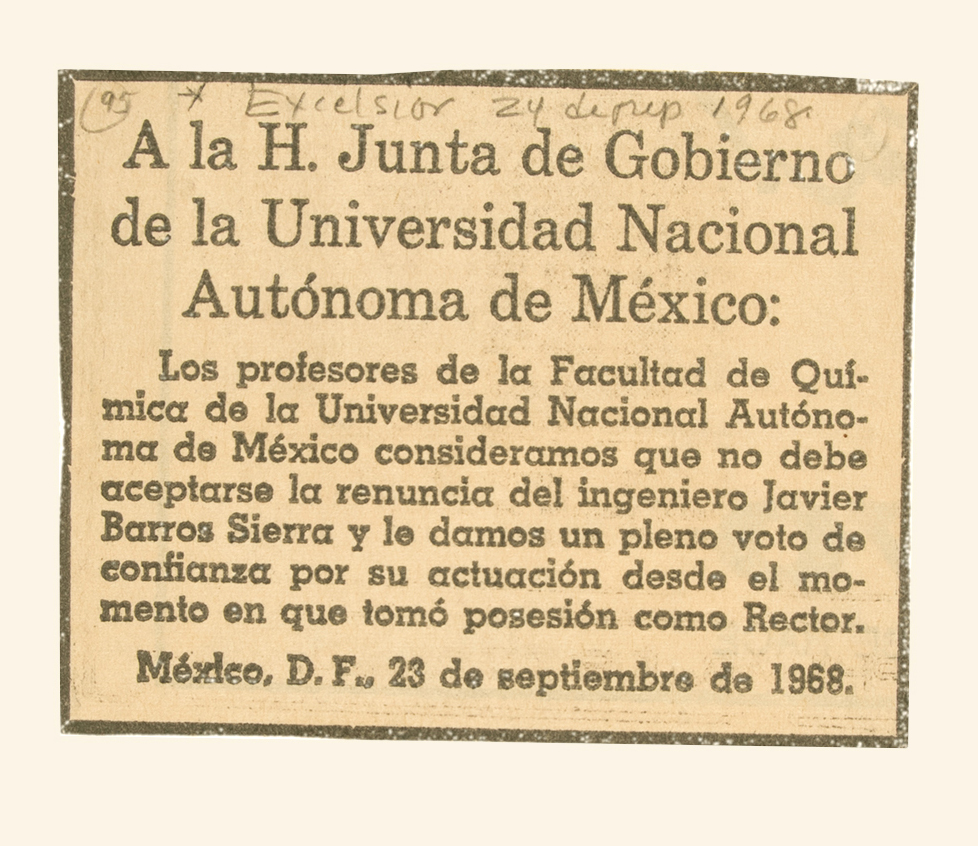 (95 x Excelsior 24 de sep 1968
A la H. Junta de Gobierno
de la Universidad Nacional
Autónoma de México:
Los profesores de la Facultad de Quí-
mica de la Universidad Nacional Autóno-
ma de México consideramos que no debe
aceptarse la renuncia del ingeniero Javier
Barros Sierra y le damos un pleno voto de
confianza por su actuación desde el mo-
mento en que tomó posesión como Rector.
México, D. F., 23 de septiembre de 1968.